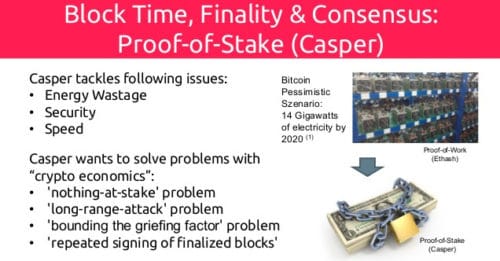 Block Time, Finality & Consensus:
Proof-of-Stake (Casper)
Casper tackles following issues:
• Energy Wastage
• Security
• Speed
Casper wants to solve problems with
“crypto economics”:
• 'nothing-at-stake' problem
• 'long-range-attack' problem
• 'bounding the griefing factor' problem
• 'repeated signing of finalized blocks'
Bitcoin
Pessimistic
Szenario:
14 Gigawatts
of electricity by
2020 (1)
Proof-of-Work
(Ethash)
Proof-of-Stake
(Casper)